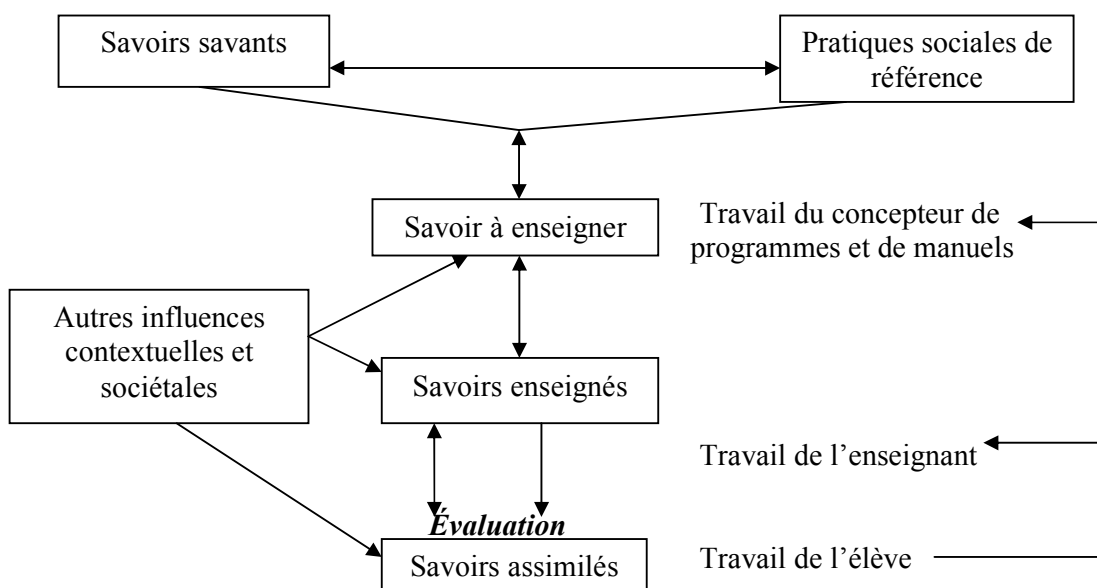 Savoirs savants
Pratiques sociales de
référence
Savoir à enseigner
Travail du concepteur de
programmes et de manuels
Autres influences
contextuelles et
sociétales
Savoirs enseignés
Travail de l’enseignant
Évaluation
Savoirs assimilés
Travail de l’élève